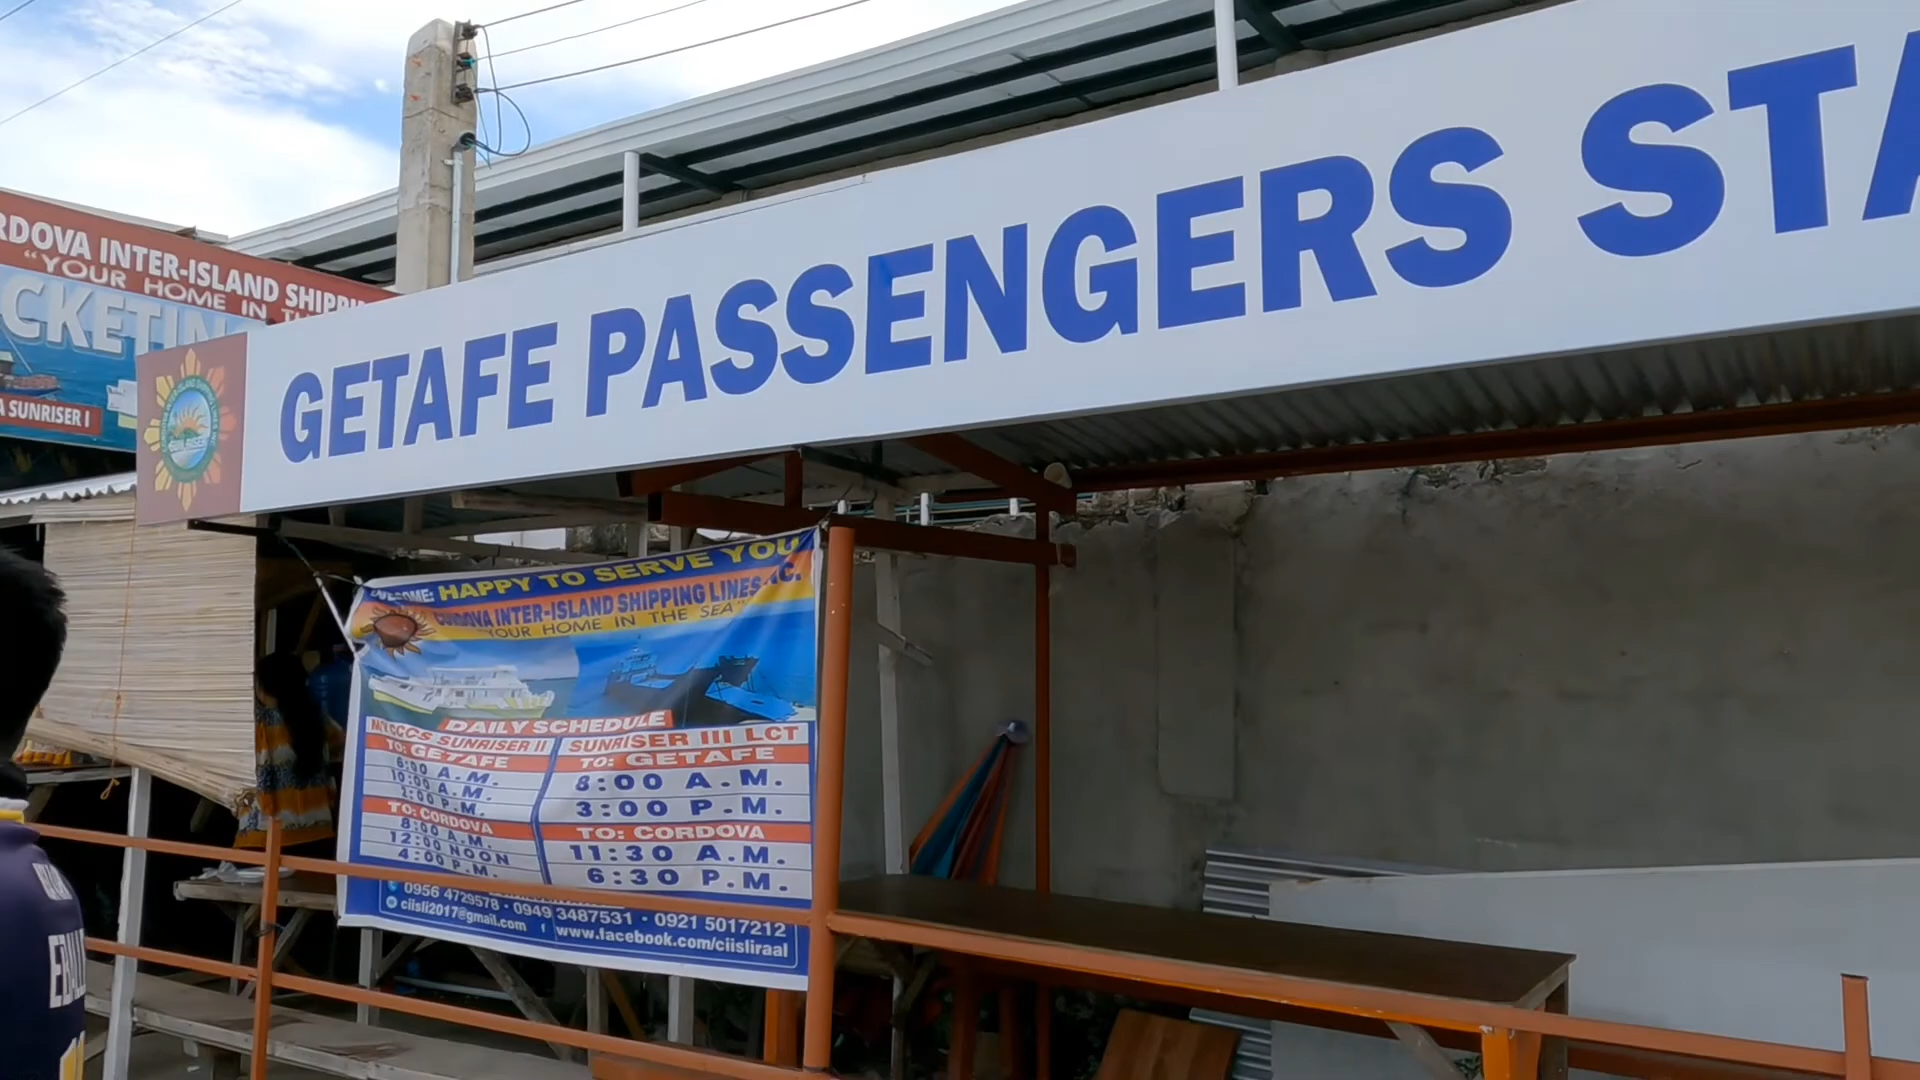 RDOVA INTER-ISLAND SHIPPIN
"YOUR HOME IN TH
CKETIN
A SUNRISER I
GETAFE PASSENGERS STA
HAPPY TO SERVE YOU
CORDOVA INTER-ISLAND SHIPPING LINES INC.
"YOUR HOME IN THE SEA"
DAILY SCHEDULE
SUNRISER II
TO: GETAFE
6:00 A.M.
10:00 A.M.
2:00 P.M.
TO: CORDOVA
8:00 A.M.
12:00 NOON
4:00 P.M.
SUNRISER III LCT
TO: GETAFE
8:00 A.M.
3:00 P.M.
TO: CORDOVA
11:30 A.M.
6:30 P.M.
0956 4729578 · 0949 3487531 · 0921 5017212
ciisli2017@gmail.com f www.facebook.com/ciisliraal